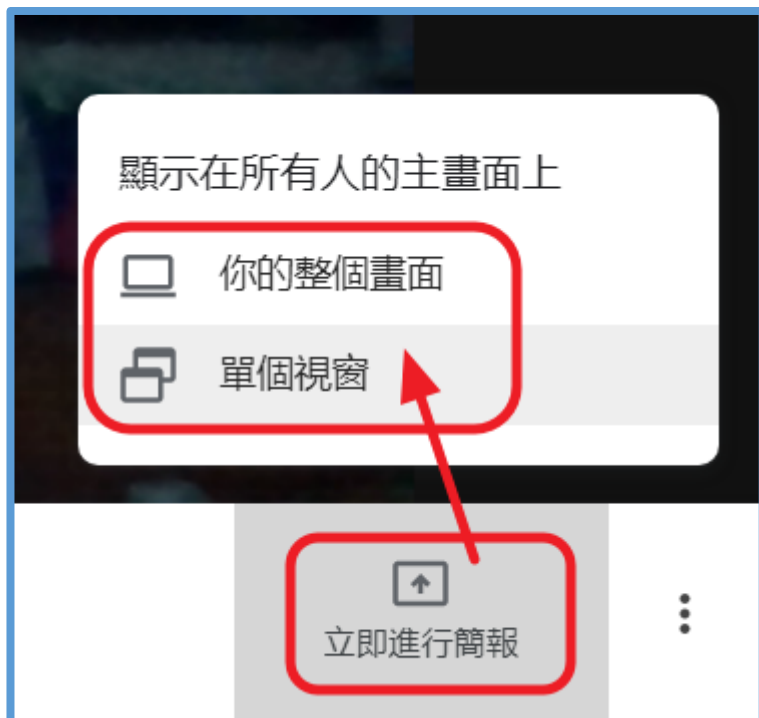 顯示在所有人的主畫面上
你的整個畫面
單個視窗
立即進行簡報